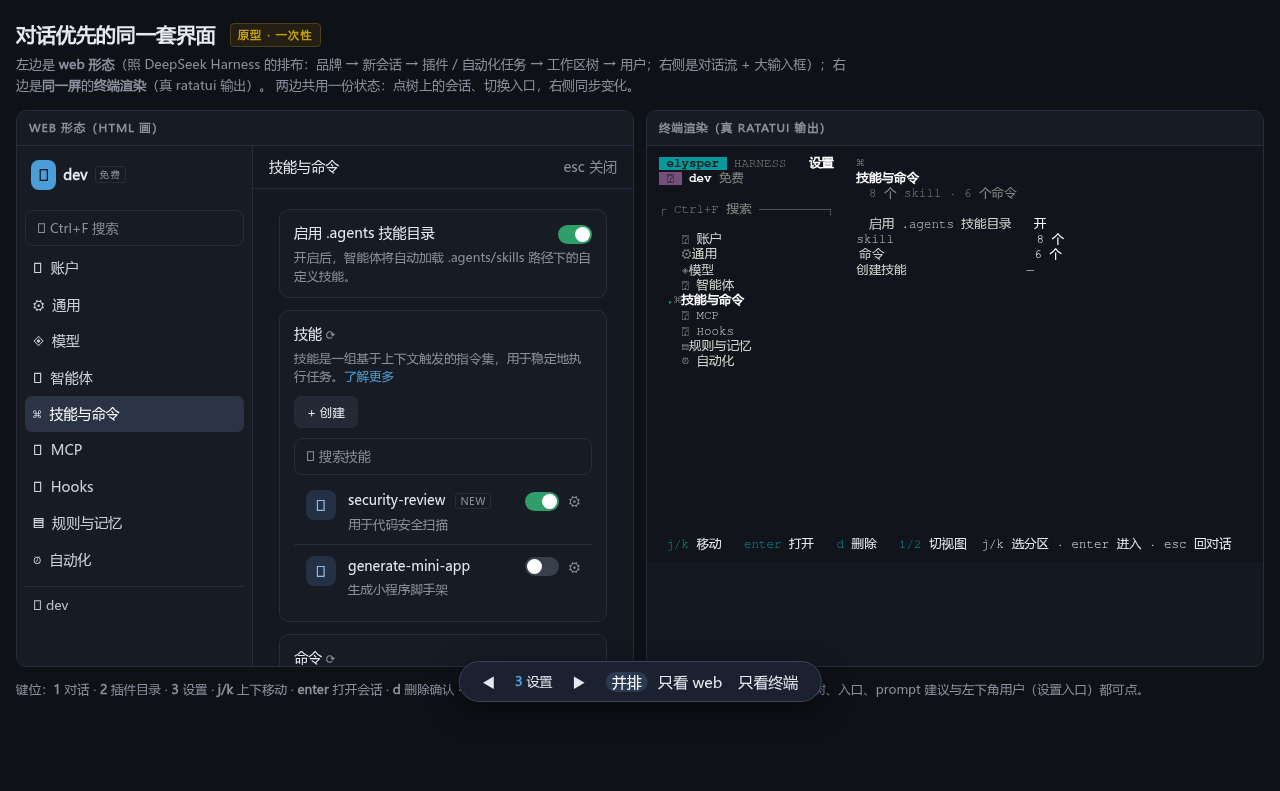 对话优先的同一套界面 原型 · 一次性
左边是 web 形态（照 DeepSeek Harness 的排布：品牌 → 新会话 → 插件 / 自动化任务 → 工作区树 → 用户；右侧是对话流 + 大输入框）；右
边是同一屏的终端渲染（真 ratatui 输出）。 两边共用一份状态：点树上的会话、切换入口，右侧同步变化。
WEB 形态（HTML 画）
dev 免费
Ctrl+F 搜索
账户
⚙ 通用
◈ 模型
智能体
⌘ 技能与命令
MCP
Hooks
▤ 规则与记忆
⏲ 自动化
dev
技能与命令 esc 关闭
启用 .agents 技能目录
开启后，智能体将自动加载 .agents/skills 路径下的自
定义技能。
技能 ⟳
技能是一组基于上下文触发的指令集，用于稳定地执
行任务。了解更多
+ 创建
搜索技能
security-review NEW ⚙
用于代码安全扫描
generate-mini-app ⚙
生成小程序脚手架
命令 ⟳
终端渲染（真 RATATUI 输出）
elysper HARNESS 设置 ⌘
dev 免费 技能与命令
8 个 skill · 6 个命令
┌ Ctrl+F 搜索 ─────────┐
启用 .agents 技能目录 开
账户 skill 8 个
⚙通用 命令 6 个
◈模型 创建技能 —
智能体
▸⌘技能与命令
MCP
Hooks
▤规则与记忆
⏲ 自动化
j/k 移动 enter 打开 d 删除 1/2 切视图 j/k 选分区 · enter 进入 · esc 回对话
键位：1 对话 · 2 插件目录 · 3 设置 · j/k 上下移动 · enter 打开会话 · d 删除确认
、入口、prompt 建议与左下角用户（设置入口）都可点。
◀ 3 设置 ▶ 并排 只看 web 只看终端